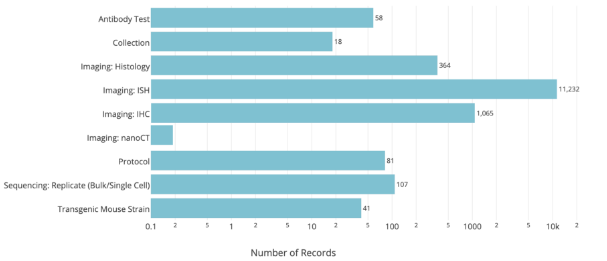 Antibody Test 58
Collection 18
Imaging: Histology 364
Imaging: ISH 11,232
Imaging: IHC 1,065
Imaging: nanoCT
Protocol 81
Sequencing: Replicate (Bulk/Single Cell) 107
Transgenic Mouse Strain 41
0.1 2 5 1 2 5 10 2 5 100 2 5 1000 2 5 10k 2
Number of Records